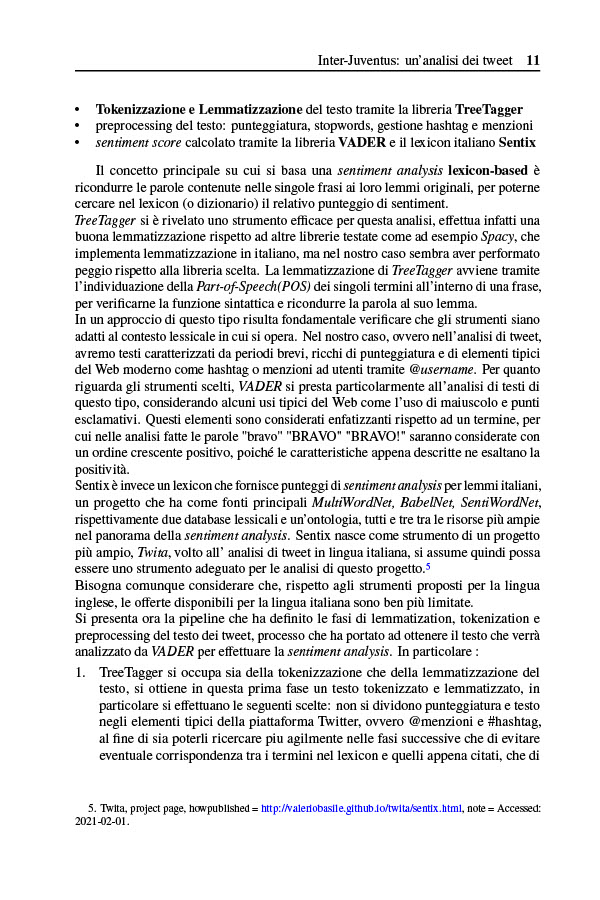 Inter-Juventus: un'analisi dei tweet 11
• Tokenizzazione e Lemmatizzazione del testo tramite la libreria TreeTagger
• preprocessing del testo: punteggiatura, stopwords, gestione hashtag e menzioni
• sentiment score calcolato tramite la libreria VADER e il lexicon italiano Sentix
Il concetto principale su cui si basa una sentiment analysis lexicon-based è
ricondurre le parole contenute nelle singole frasi ai loro lemmi originali, per poterne
cercare nel lexicon (o dizionario) il relativo punteggio di sentiment.
TreeTagger si è rivelato uno strumento efficace per questa analisi, effettua infatti una
buona lemmatizzazione rispetto ad altre librerie testate come ad esempio Spacy, che
implementa lemmatizzazione in italiano, ma nel nostro caso sembra aver performato
peggio rispetto alla libreria scelta. La lemmatizzazione di TreeTagger avviene tramite
l'individuazione della Part-of-Speech(POS) dei singoli termini all'interno di una frase,
per verificarne la funzione sintattica e ricondurre la parola al suo lemma.
In un approccio di questo tipo risulta fondamentale verificare che gli strumenti siano
adatti al contesto lessicale in cui si opera. Nel nostro caso, ovvero nell'analisi di tweet,
avremo testi caratterizzati da periodi brevi, ricchi di punteggiatura e di elementi tipici
del Web moderno come hashtag o menzioni ad utenti tramite @username. Per quanto
riguarda gli strumenti scelti, VADER si presta particolarmente all'analisi di testi di
questo tipo, considerando alcuni usi tipici del Web come l'uso di maiuscolo e punti
esclamativi. Questi elementi sono considerati enfatizzanti rispetto ad un termine, per
cui nelle analisi fatte le parole "bravo" "BRAVO" "BRAVO!" saranno considerate con
un ordine crescente positivo, poiché le caratteristiche appena descritte ne esaltano la
positività.
Sentix è invece un lexicon che fornisce punteggi di sentiment analysis per lemmi italiani,
un progetto che ha come fonti principali MultiWordNet, BabelNet, SentiWordNet,
rispettivamente due database lessicali e un'ontologia, tutti e tre tra le risorse più ampie
nel panorama della sentiment analysis. Sentix nasce come strumento di un progetto
più ampio, Twita, volto all' analisi di tweet in lingua italiana, si assume quindi possa
essere uno strumento adeguato per le analisi di questo progetto.5
Bisogna comunque considerare che, rispetto agli strumenti proposti per la lingua
inglese, le offerte disponibili per la lingua italiana sono ben più limitate.
Si presenta ora la pipeline che ha definito le fasi di lemmatization, tokenization e
preprocessing del testo dei tweet, processo che ha portato ad ottenere il testo che verrà
analizzato da VADER per effettuare la sentiment analysis. In particolare :
1. TreeTagger si occupa sia della tokenizzazione che della lemmatizzazione del
testo, si ottiene in questa prima fase un testo tokenizzato e lemmatizzato, in
particolare si effettuano le seguenti scelte: non si dividono punteggiatura e testo
negli elementi tipici della piattaforma Twitter, ovvero @menzioni e #hashtag,
al fine di sia poterli ricercare piu agilmente nelle fasi successive che di evitare
eventuale corrispondenza tra i termini nel lexicon e quelli appena citati, che di
5. Twita, project page, howpublished = http://valeriobasile.github.io/twita/sentix.html, note = Accessed:
2021-02-01.